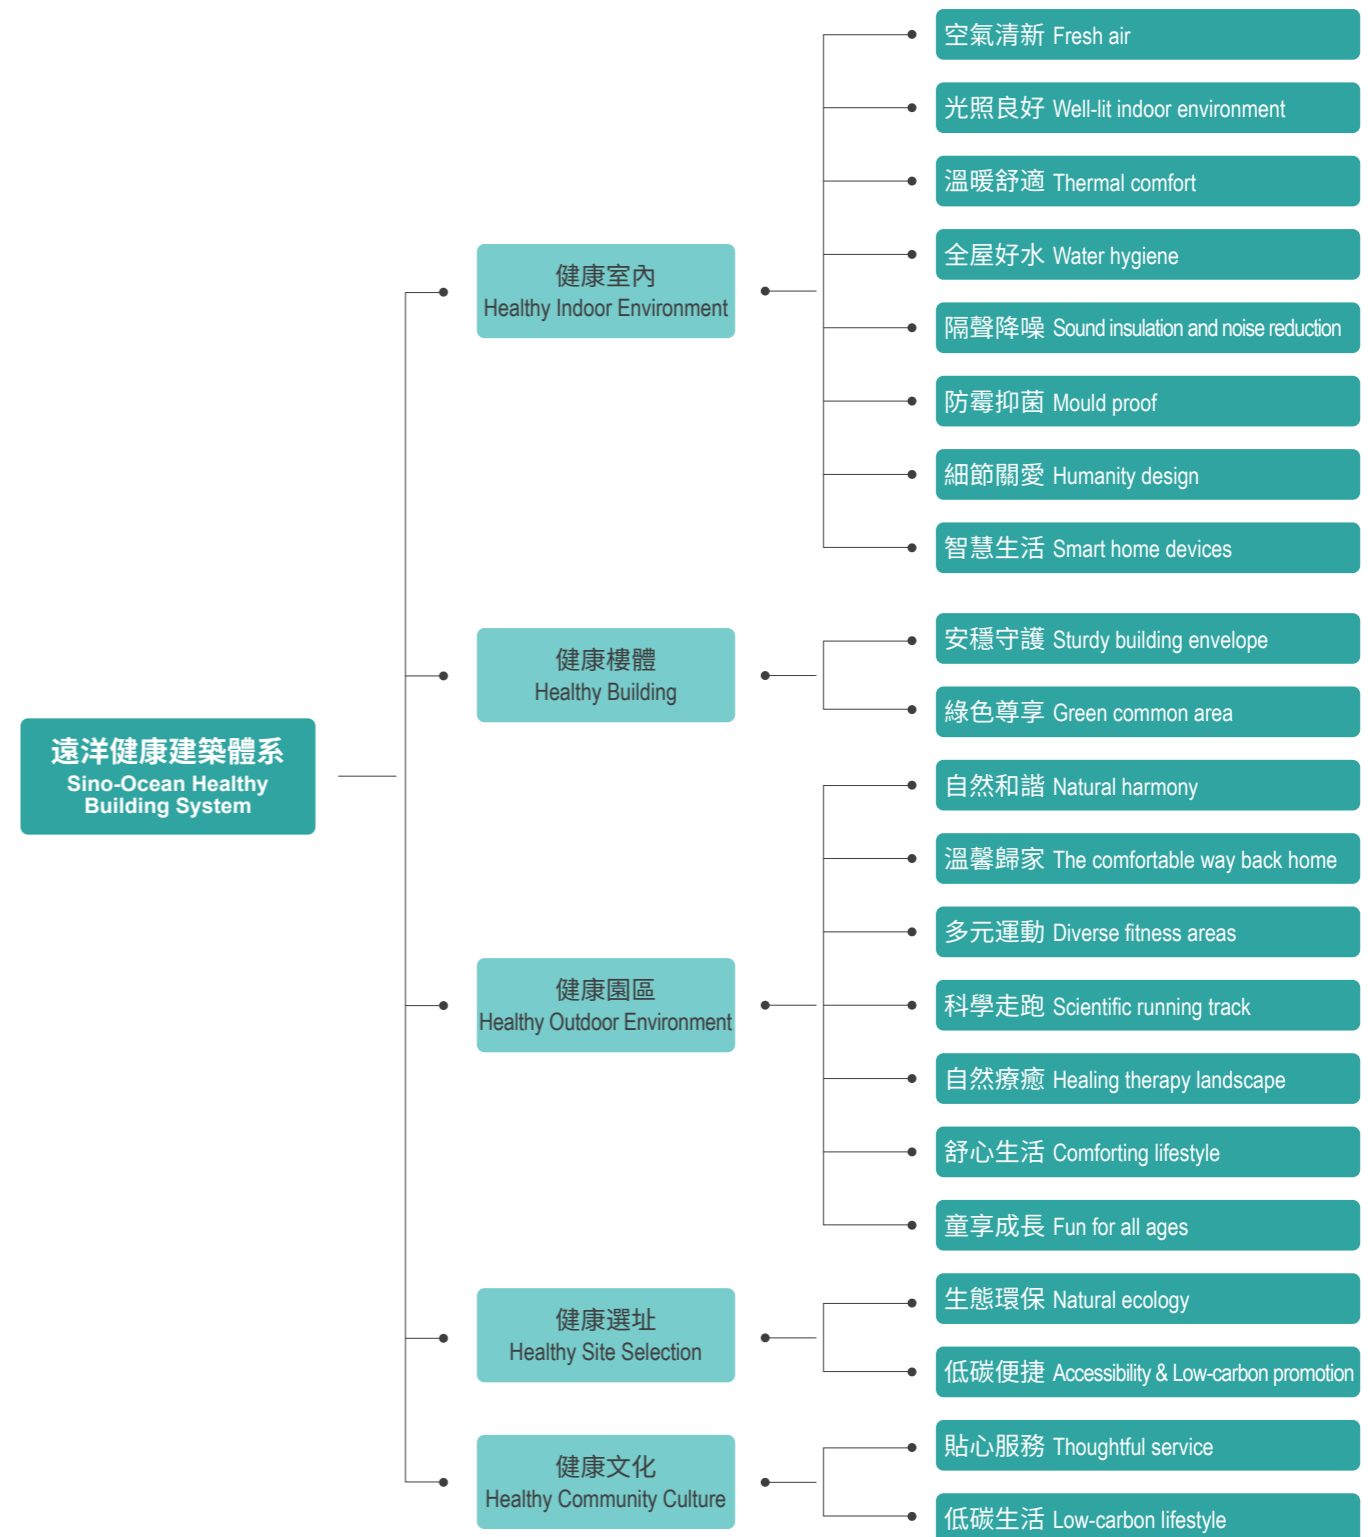 遠洋健康建築體系
Sino-Ocean Healthy
Building System
健康室內
Healthy Indoor Environment
空氣清新 Fresh air
光照良好 Well-lit indoor environment
溫暖舒適 Thermal comfort
全屋好水 Water hygiene
隔聲降噪 Sound insulation and noise reduction
防霉抑菌 Mould proof
細節關愛 Humanity design
智慧生活 Smart home devices
健康樓體
Healthy Building
安穩守護 Sturdy building envelope
綠色尊享 Green common area
健康園區
Healthy Outdoor Environment
自然和諧 Natural harmony
溫馨歸家 The comfortable way back home
多元運動 Diverse fitness areas
科學走跑 Scientific running track
自然療癒 Healing therapy landscape
舒心生活 Comforting lifestyle
童享成長 Fun for all ages
健康選址
Healthy Site Selection
生態環保 Natural ecology
低碳便捷 Accessibility & Low-carbon promotion
健康文化
Healthy Community Culture
貼心服務 Thoughtful service
低碳生活 Low-carbon lifestyle